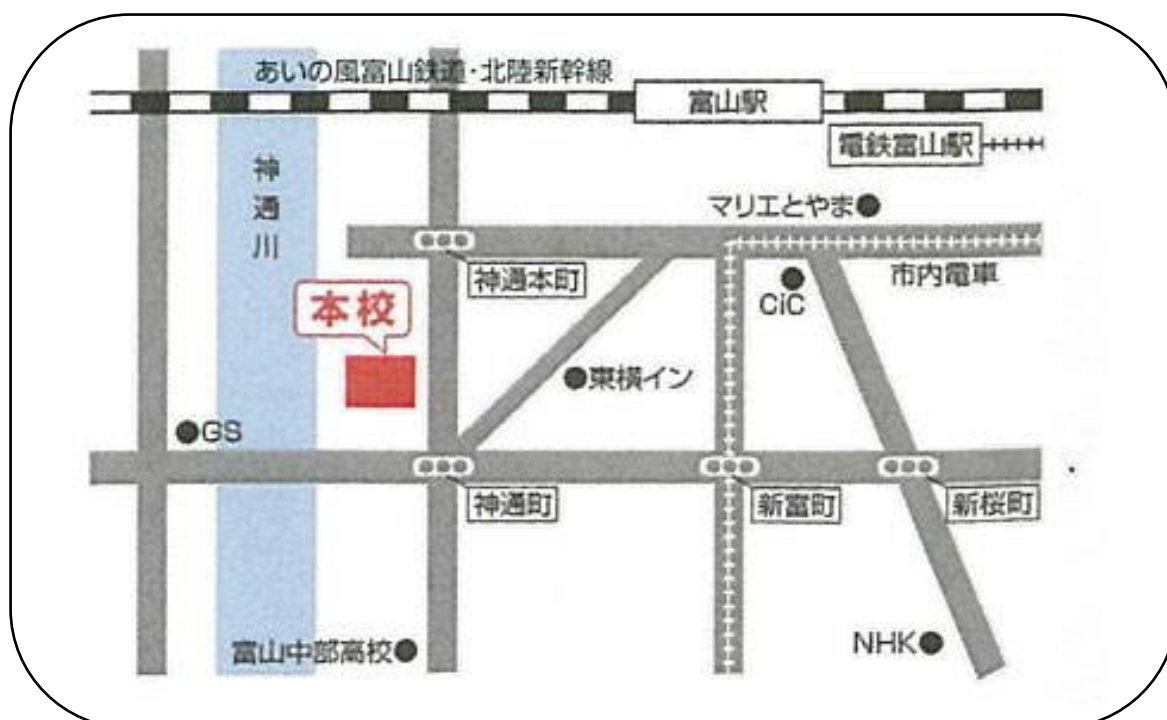 あいの風富山鉄道・北陸新幹線
富山駅
電鉄富山駅
神通川
マリエとやま
神通本町
CiC
市内電車
本校
東横イン
GS
神通町
新富町
新桜町
富山中部高校
NHK